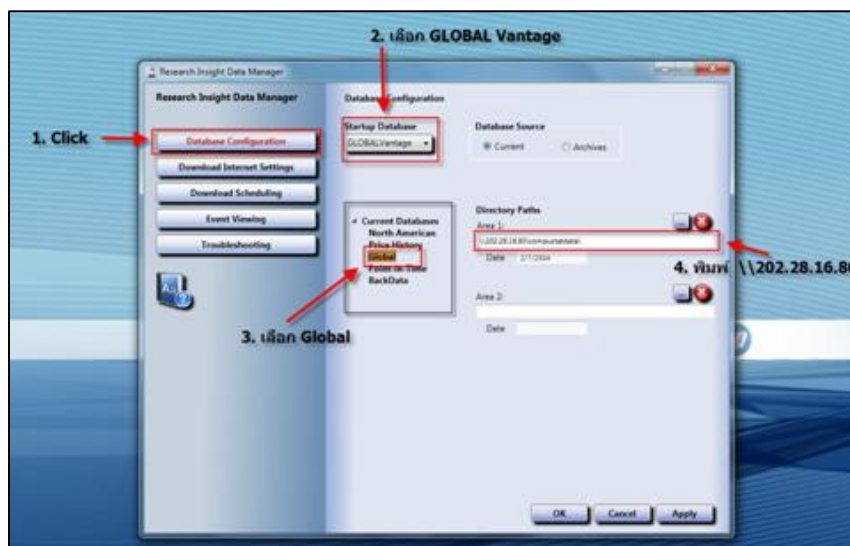 2. เลือก GLOBAL Vantage
Research Insight Data Manager
Research Insight Data Manager
Database Configuration
1. Click
Database Configuration
Startup Database
GLOBALVantage
Database Source
Current
Archives
Download Internet Settings
Download Scheduling
Event Viewing
Troubleshooting
Current Databases
North American
Price History
Global
Point In Time
BackData
Directory Paths
Area 1:
Date
4. พิมพ์ \\202.28.16.80
Area 2:
Date
3. เลือก Global
OK
Cancel
Apply